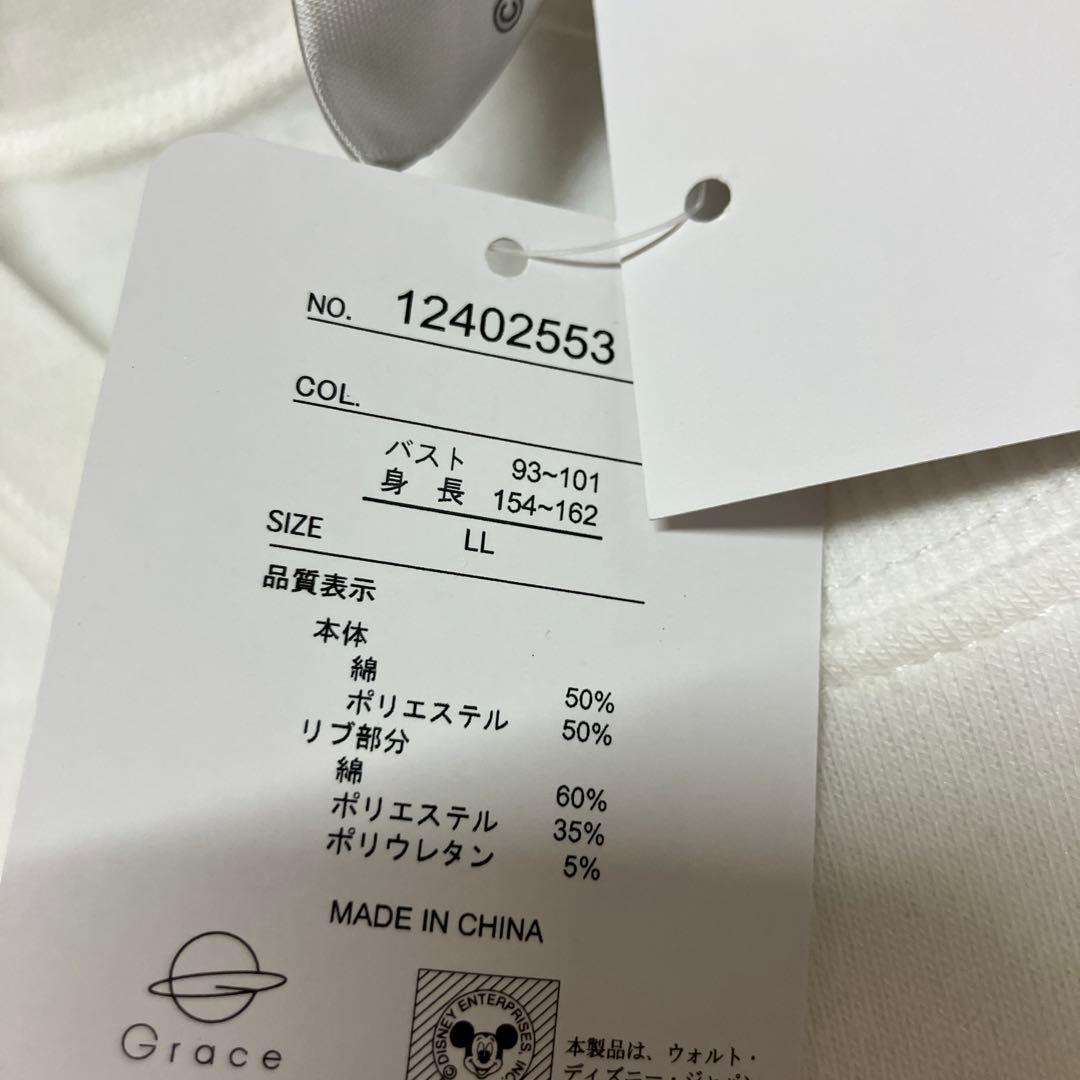 ©
NO. 12402553
COL.
バスト 93~101
身 長 154~162
SIZE LL
品質表示
本体
綿 50%
ポリエステル 50%
リブ部分
綿 60%
ポリエステル 35%
ポリウレタン 5%
MADE IN CHINA
Grace
©DISNEY ENTERPRISES, INC.
本製品は、ウォルト・
ディズニー・ジャパン